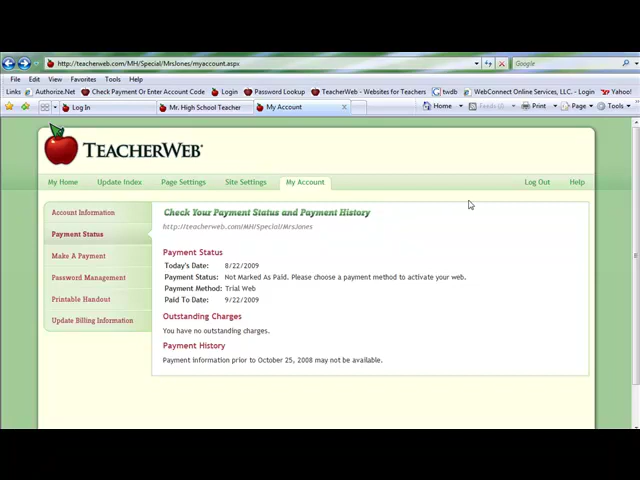 http://teacherweb.com/MH/Special/MrsJones/myaccount.aspx
Google
File Edit View Favorites Tools Help
Links Authorize.Net Check Payment Or Enter Account Code Login Password Lookup TeacherWeb - Websites for Teachers twdb WebConnect Online Services, LLC. - Login Yahoo!
Log In Mr. High School Teacher My Account
Home Feeds Print Page Tools
TEACHERWEB
My Home Update Index Page Settings Site Settings My Account Log Out Help
Account Information
Payment Status
Make A Payment
Password Management
Printable Handout
Update Billing Information
Check Your Payment Status and Payment History
http://teacherweb.com/MH/Special/MrsJones
Payment Status
Today's Date: 8/22/2009
Payment Status: Not Marked As Paid. Please choose a payment method to activate your web.
Payment Method: Trial Web
Paid To Date: 9/22/2009
Outstanding Charges
You have no outstanding charges.
Payment History
Payment information prior to October 25, 2008 may not be available.